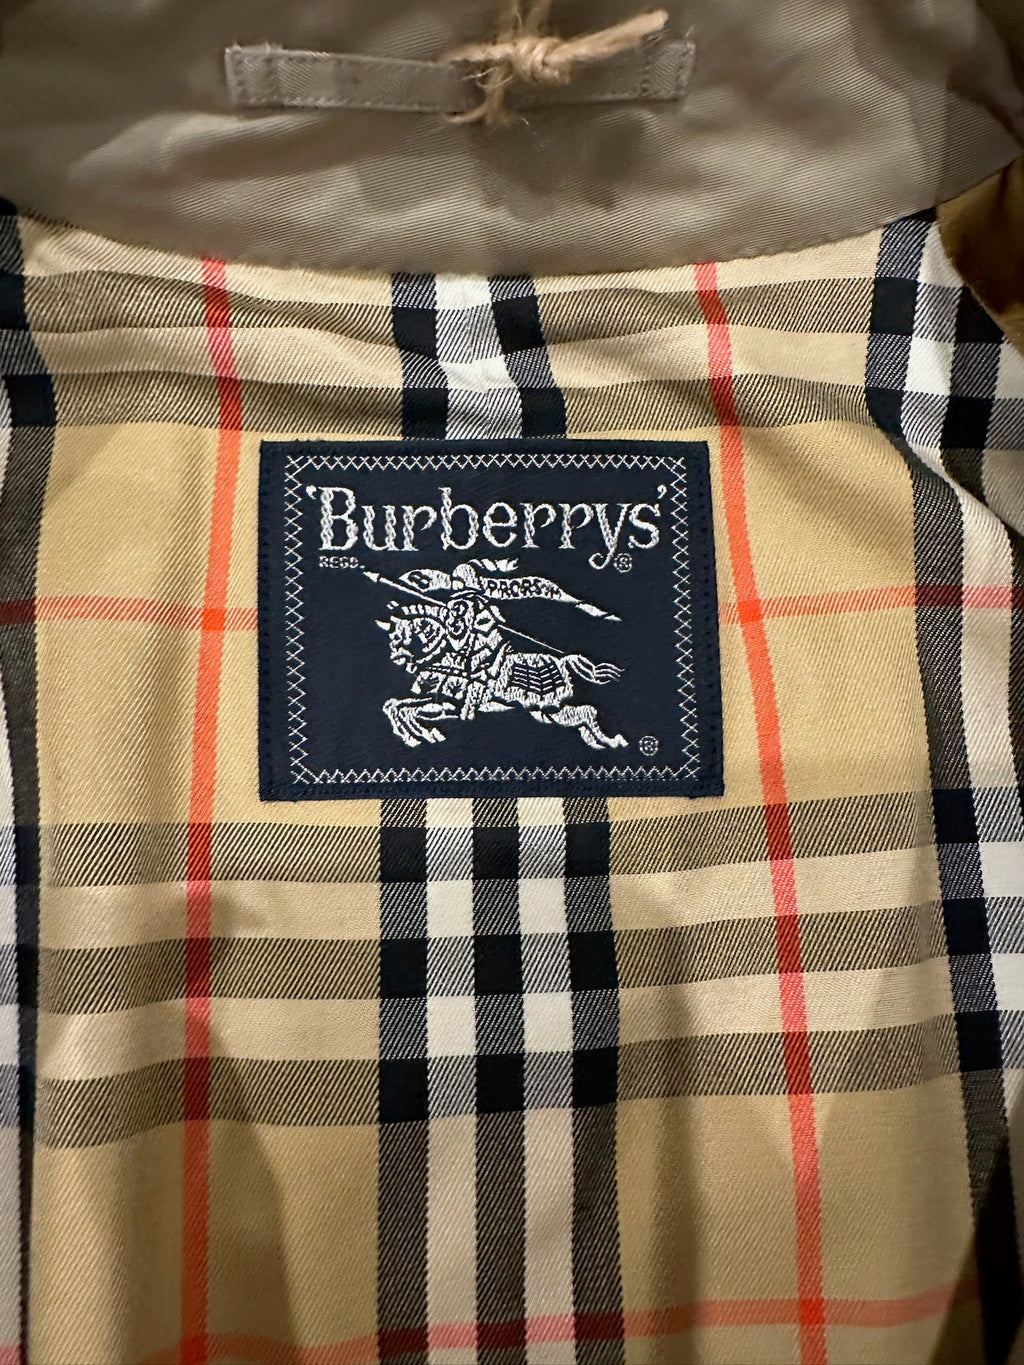 'Burberrys'
REGD. ®
PRORSUM
®